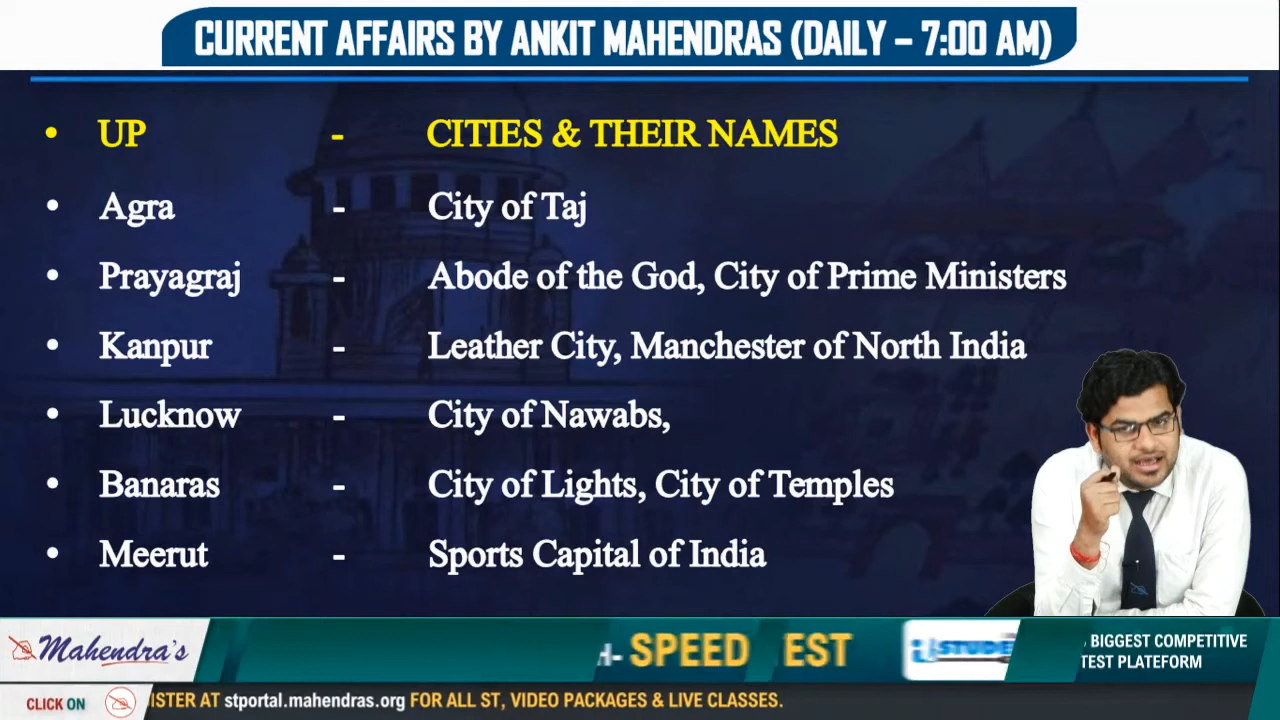 CURRENT AFFAIRS BY ANKIT MAHENDRAS (DAILY – 7:00 AM)
• UP - CITIES & THEIR NAMES
• Agra - City of Taj
• Prayagraj - Abode of the God, City of Prime Ministers
• Kanpur - Leather City, Manchester of North India
• Lucknow - City of Nawabs,
• Banaras - City of Lights, City of Temples
• Meerut - Sports Capital of India
Mahendra's
SPEED EST
BIGGEST COMPETITIVE
TEST PLATEFORM
CLICK ON
ISTER AT stportal.mahendras.org FOR ALL ST, VIDEO PACKAGES & LIVE CLASSES.